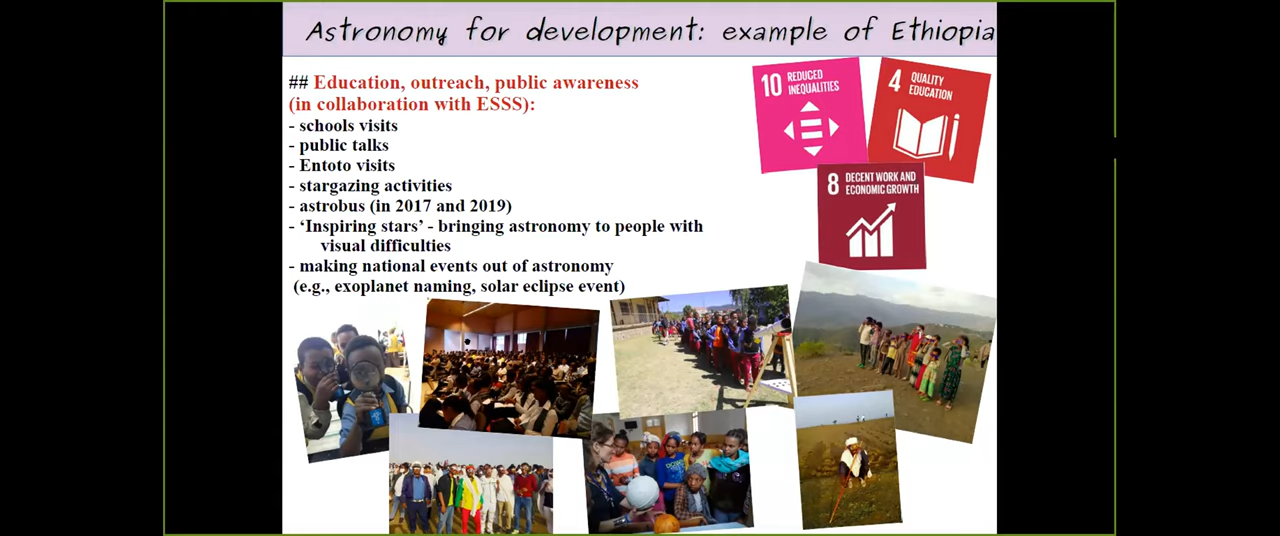 Astronomy for development: example of Ethiopia
## Education, outreach, public awareness
(in collaboration with ESSS):
- schools visits
- public talks
- Entoto visits
- stargazing activities
- astrobus (in 2017 and 2019)
- ‘Inspiring stars’ - bringing astronomy to people with
visual difficulties
- making national events out of astronomy
(e.g., exoplanet naming, solar eclipse event)
10 REDUCED
INEQUALITIES
4 QUALITY
EDUCATION
8 DECENT WORK AND
ECONOMIC GROWTH